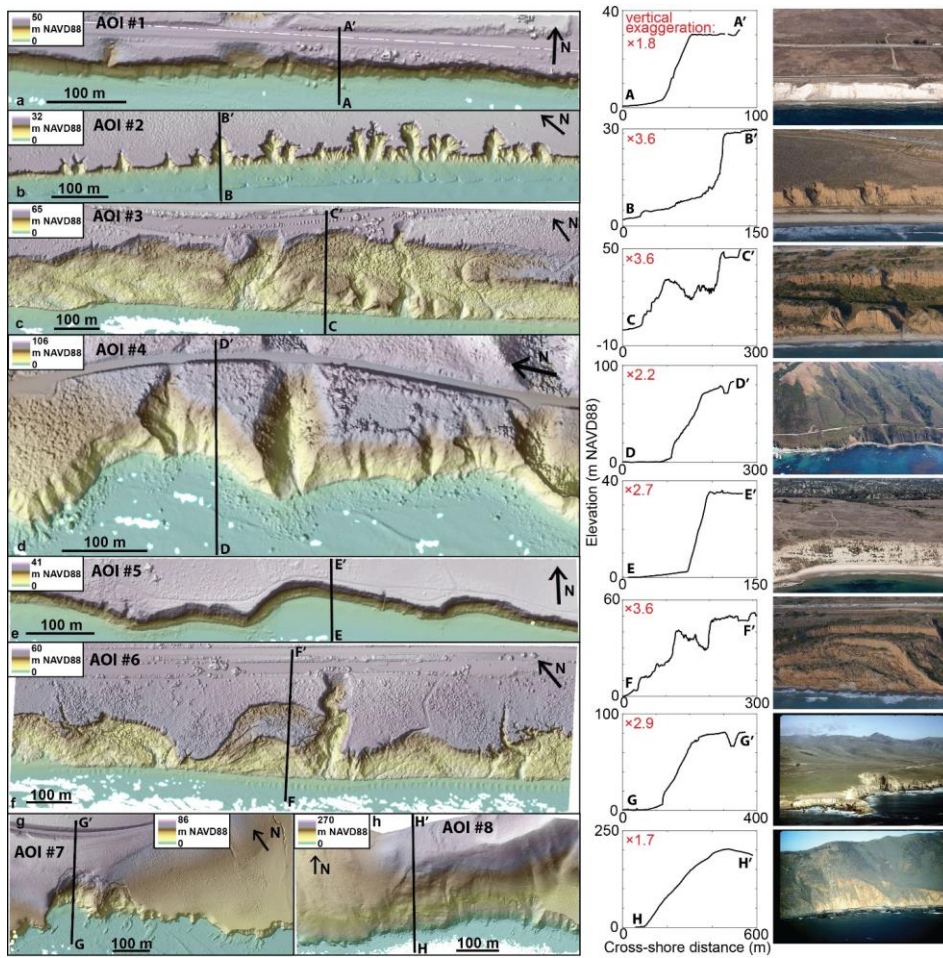 50
m NAVD88
0
AOI #1
A'
N
100 m
a
A
32
m NAVD88
0
AOI #2
B'
N
100 m
b
B
65
m NAVD88
0
AOI #3
C'
N
100 m
c
C
106
m NAVD88
0
AOI #4
D'
N
100 m
d
D
41
m NAVD88
0
AOI #5
E'
N
100 m
e
E
60
m NAVD88
0
AOI #6
F'
N
100 m
f
F
g
G'
AOI #7
86
m NAVD88
0
N
100 m
G
270
m NAVD88
0
h
H'
AOI #8
N
100 m
H
vertical
exaggeration:
×1.8
40
A
A'
0
0
100
30
×3.6
B
B'
0
0
150
50
×3.6
C
C'
-10
0
300
100
×2.2
D
D'
0
0
300
Elevation (m NAVD88)
40
×2.7
E
E'
0
0
150
60
×3.6
F
F'
0
0
300
100
×2.9
G
G'
0
0
400
250
×1.7
H
H'
0
0
600
Cross-shore distance (m)